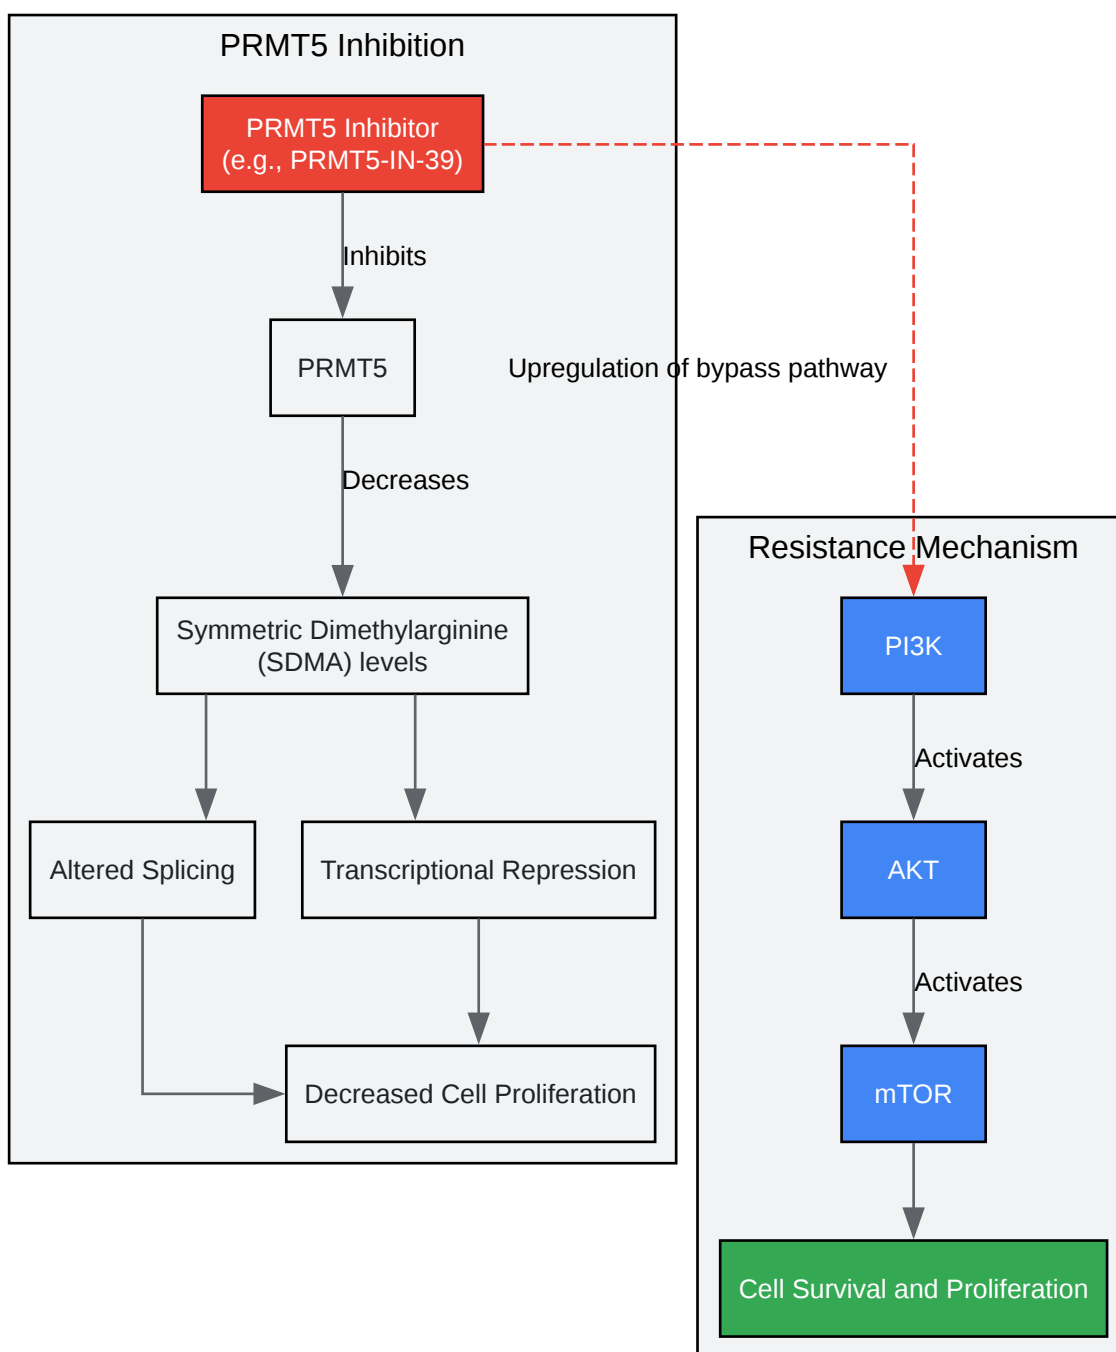 PRMT5 Inhibition
PRMT5 Inhibitor
(e.g., PRMT5-IN-39)
Inhibits
PRMT5
Upregulation of bypass pathway
Decreases
Symmetric Dimethylarginine
(SDMA) levels
Altered Splicing
Transcriptional Repression
Decreased Cell Proliferation
Resistance Mechanism
PI3K
Activates
AKT
Activates
mTOR
Cell Survival and Proliferation